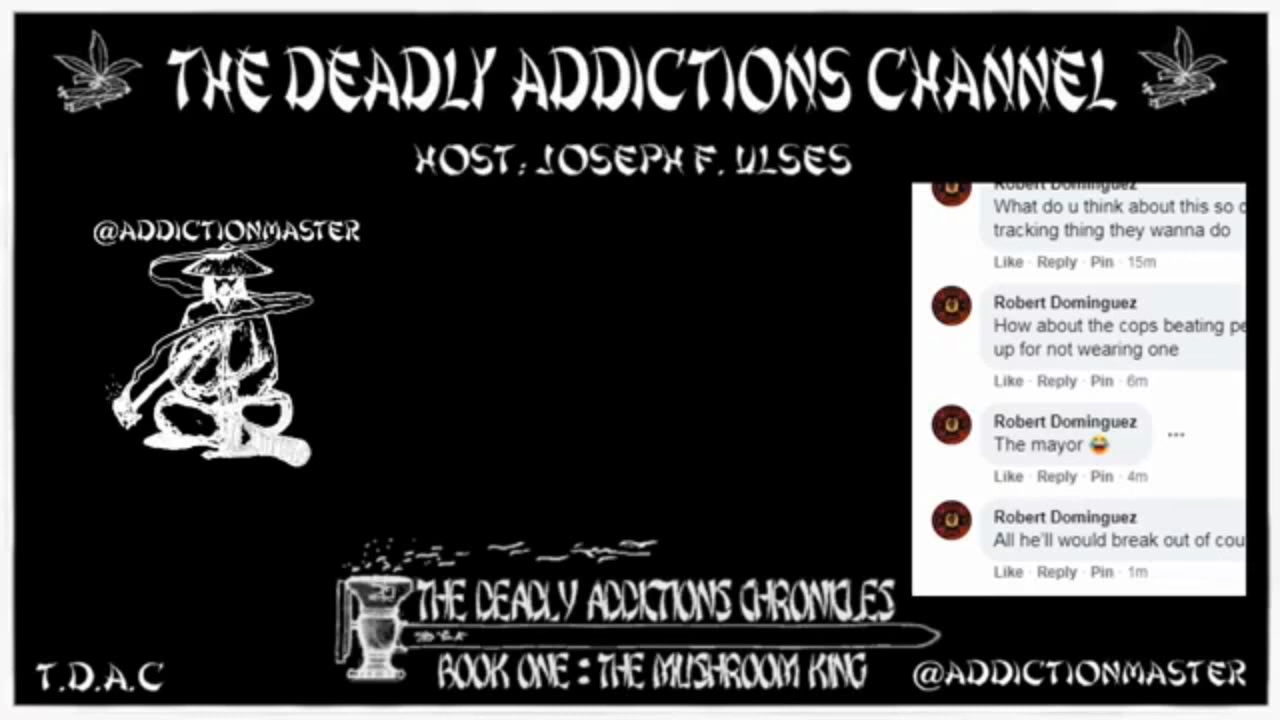 THE DEADLY ADDICTIONS CHANNEL
HOST: JOSEPH F. ULSES
@ADDICTIONMASTER
Robert Dominguez
What do u think about this so
tracking thing they wanna do
Like · Reply · Pin · 15m
Robert Dominguez
How about the cops beating
up for not wearing one
Like · Reply · Pin · 6m
Robert Dominguez
The mayor 😂
Like · Reply · Pin · 4m
Robert Dominguez
All he'll would break out of
Like · Reply · Pin · 1m
THE DEADLY ADDICTIONS CHRONICLES
BOOK ONE : THE MUSHROOM KING
T.D.A.C
@ADDICTIONMASTER